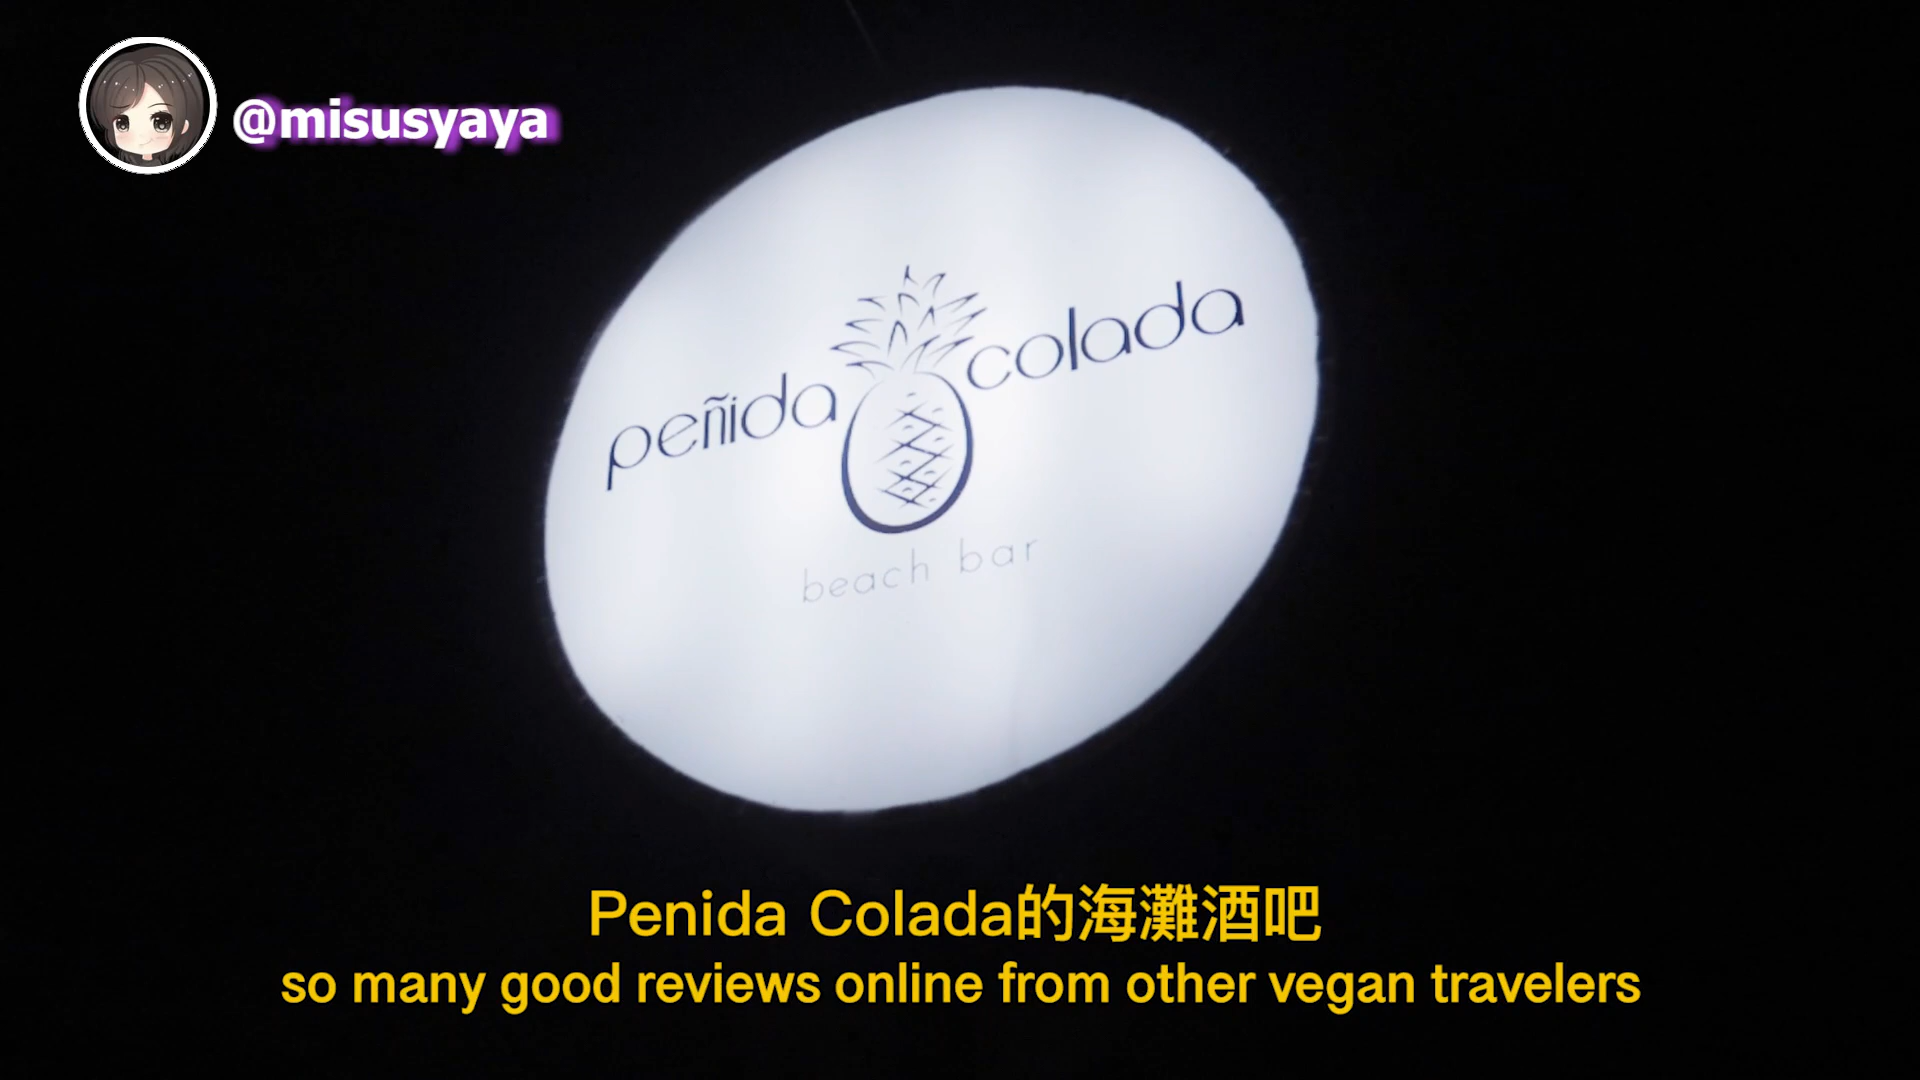 @misusyaya
peñida colada
beach bar
Penida Colada的海灘酒吧
so many good reviews online from other vegan travelers